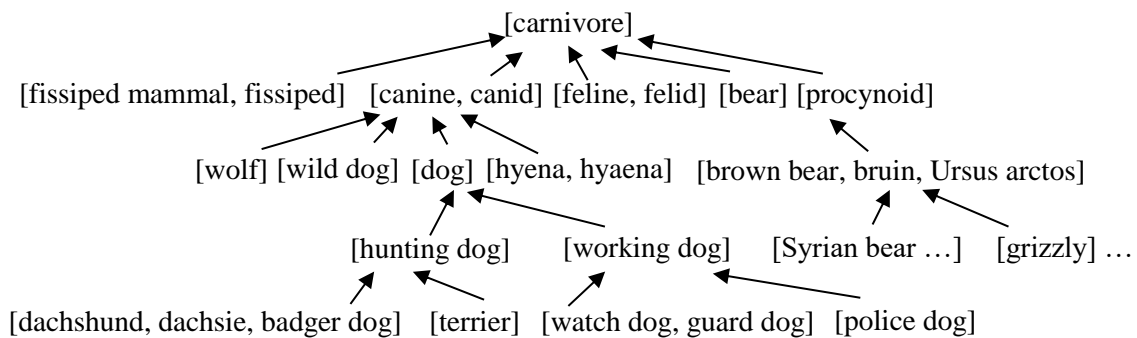 [carnivore]
[fissiped mammal, fissiped] [canine, canid] [feline, felid] [bear] [procynoid]
[wolf] [wild dog] [dog] [hyena, hyaena] [brown bear, bruin, Ursus arctos]
[hunting dog] [working dog] [Syrian bear …] [grizzly] …
[dachshund, dachsie, badger dog] [terrier] [watch dog, guard dog] [police dog]